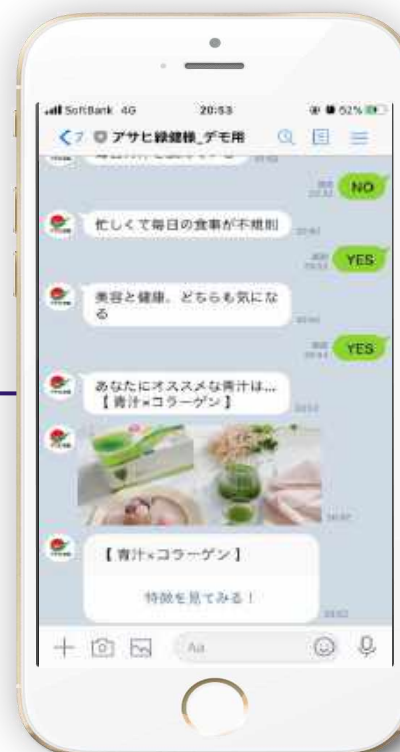 SoftBank 4G 20:53 52%
7 アサヒ緑健様_デモ用
NO
忙しくて毎日の食事が不規則
YES
美容と健康。どちらも気にな
る
YES
あなたにオススメな青汁は...
【青汁×コラーゲン】
【青汁×コラーゲン】
特徴を見てみる！
Aa